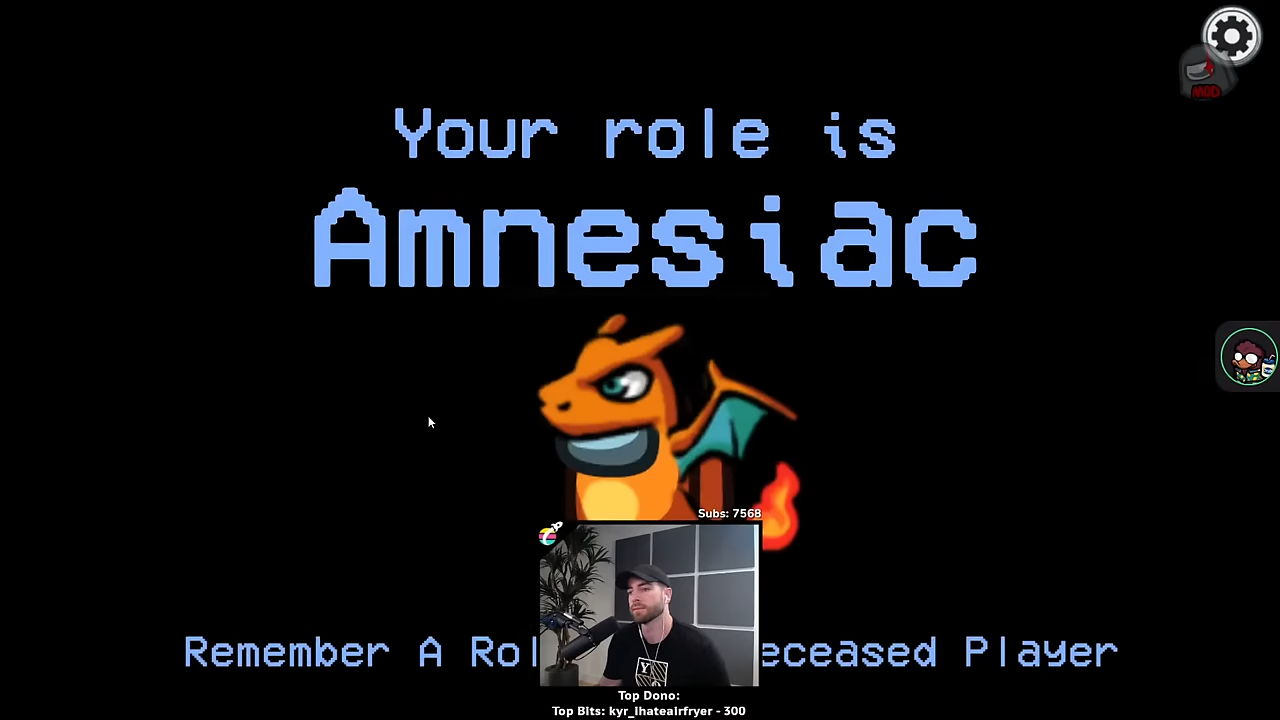 MOD
Your role is
Amnesiac
Subs: 7568
Remember A Rol eceased Player
Top Dono:
Top Bits: kyr_ihateairfryer - 300